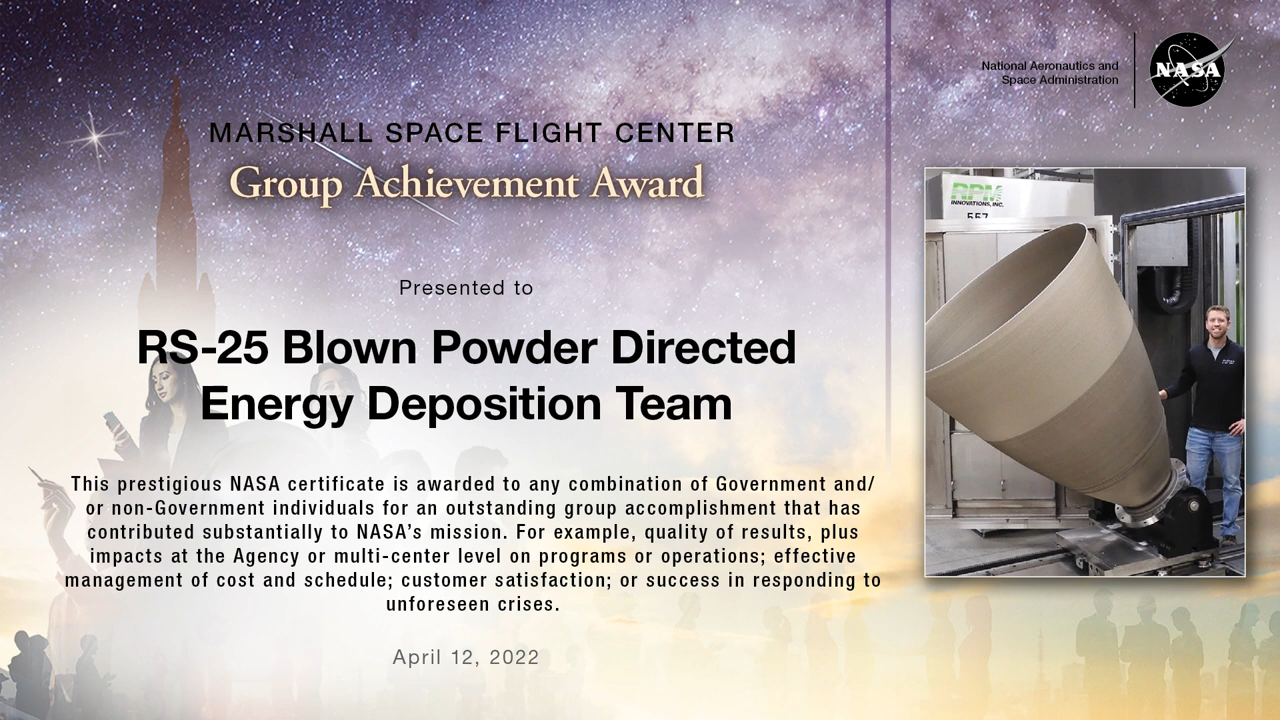 National Aeronautics and
Space Administration
NASA
MARSHALL SPACE FLIGHT CENTER
Group Achievement Award
Presented to
RS-25 Blown Powder Directed
Energy Deposition Team
This prestigious NASA certificate is awarded to any combination of Government and/
or non-Government individuals for an outstanding group accomplishment that has
contributed substantially to NASA’s mission. For example, quality of results, plus
impacts at the Agency or multi-center level on programs or operations; effective
management of cost and schedule; customer satisfaction; or success in responding to
unforeseen crises.
April 12, 2022
RPM
INNOVATIONS, INC.
557